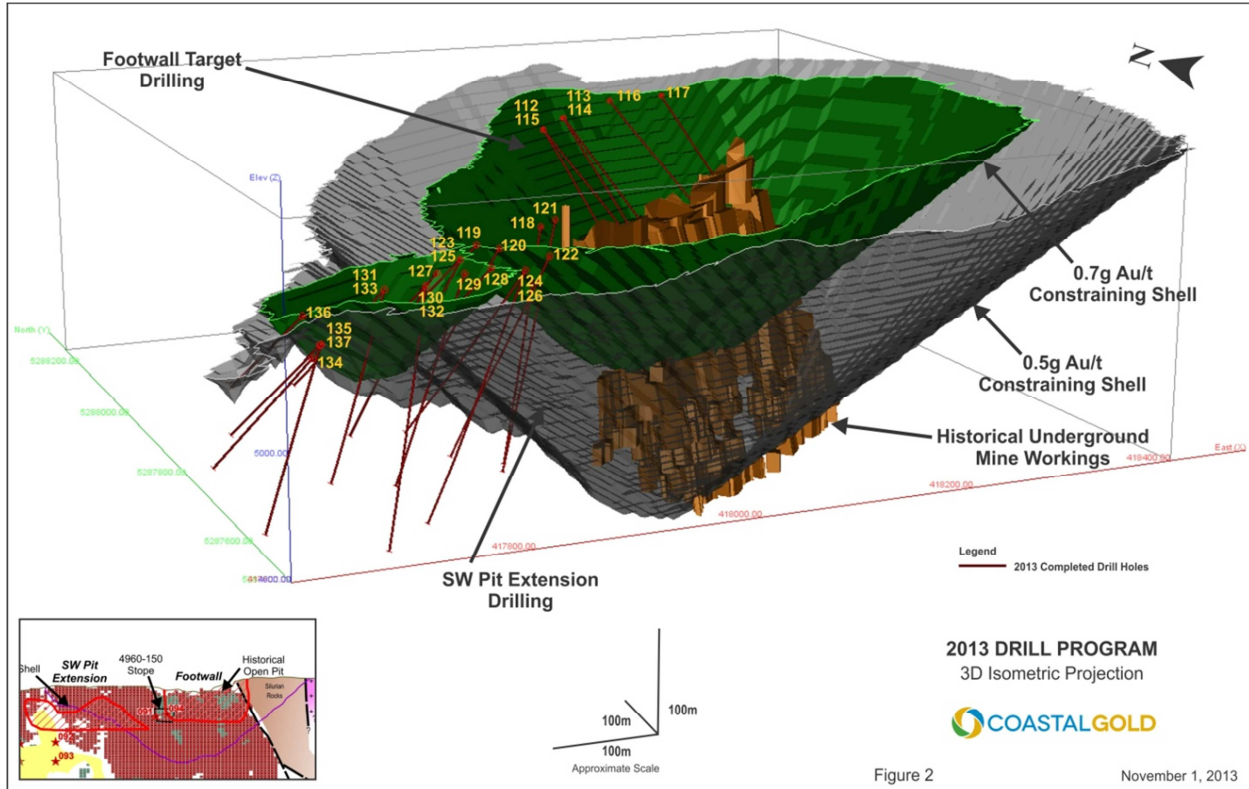 Footwall Target
Drilling
N
112
115
113
114
116
117
Elev (Z)
121
118
119
120
123
125
122
127
128
129
124
126
131
133
130
132
136
135
137
134
North (Y)
5288200.00
5288000.00
5287800.00
5287600.00
5000.00
0.7g Au/t
Constraining Shell
0.5g Au/t
Constraining Shell
Historical Underground
Mine Workings
418400.00
East (X)
418200.00
418000.00
417800.00
SW Pit Extension
Drilling
Legend
2013 Completed Drill Holes
Shell
SW Pit
Extension
4960-150
Stope
Footwall
Historical
Open Pit
Silurian
Rocks
091
094
092
093
?
100m
100m
100m
Approximate Scale
2013 DRILL PROGRAM
3D Isometric Projection
COASTALGOLD
Figure 2
November 1, 2013